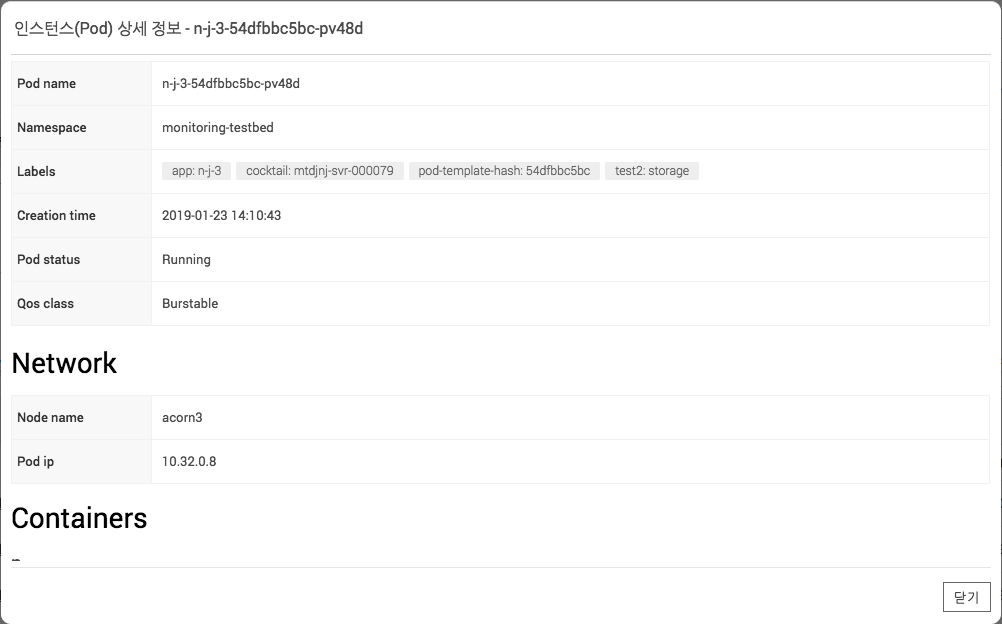 인스턴스(Pod) 상세 정보 - n-j-3-54dfbbc5bc-pv48d
Pod name n-j-3-54dfbbc5bc-pv48d
Namespace monitoring-testbed
Labels app: n-j-3 cocktail: mtdjnj-svr-000079 pod-template-hash: 54dfbbc5bc test2: storage
Creation time 2019-01-23 14:10:43
Pod status Running
Qos class Burstable
Network
Node name acorn3
Pod ip 10.32.0.8
Containers
닫기